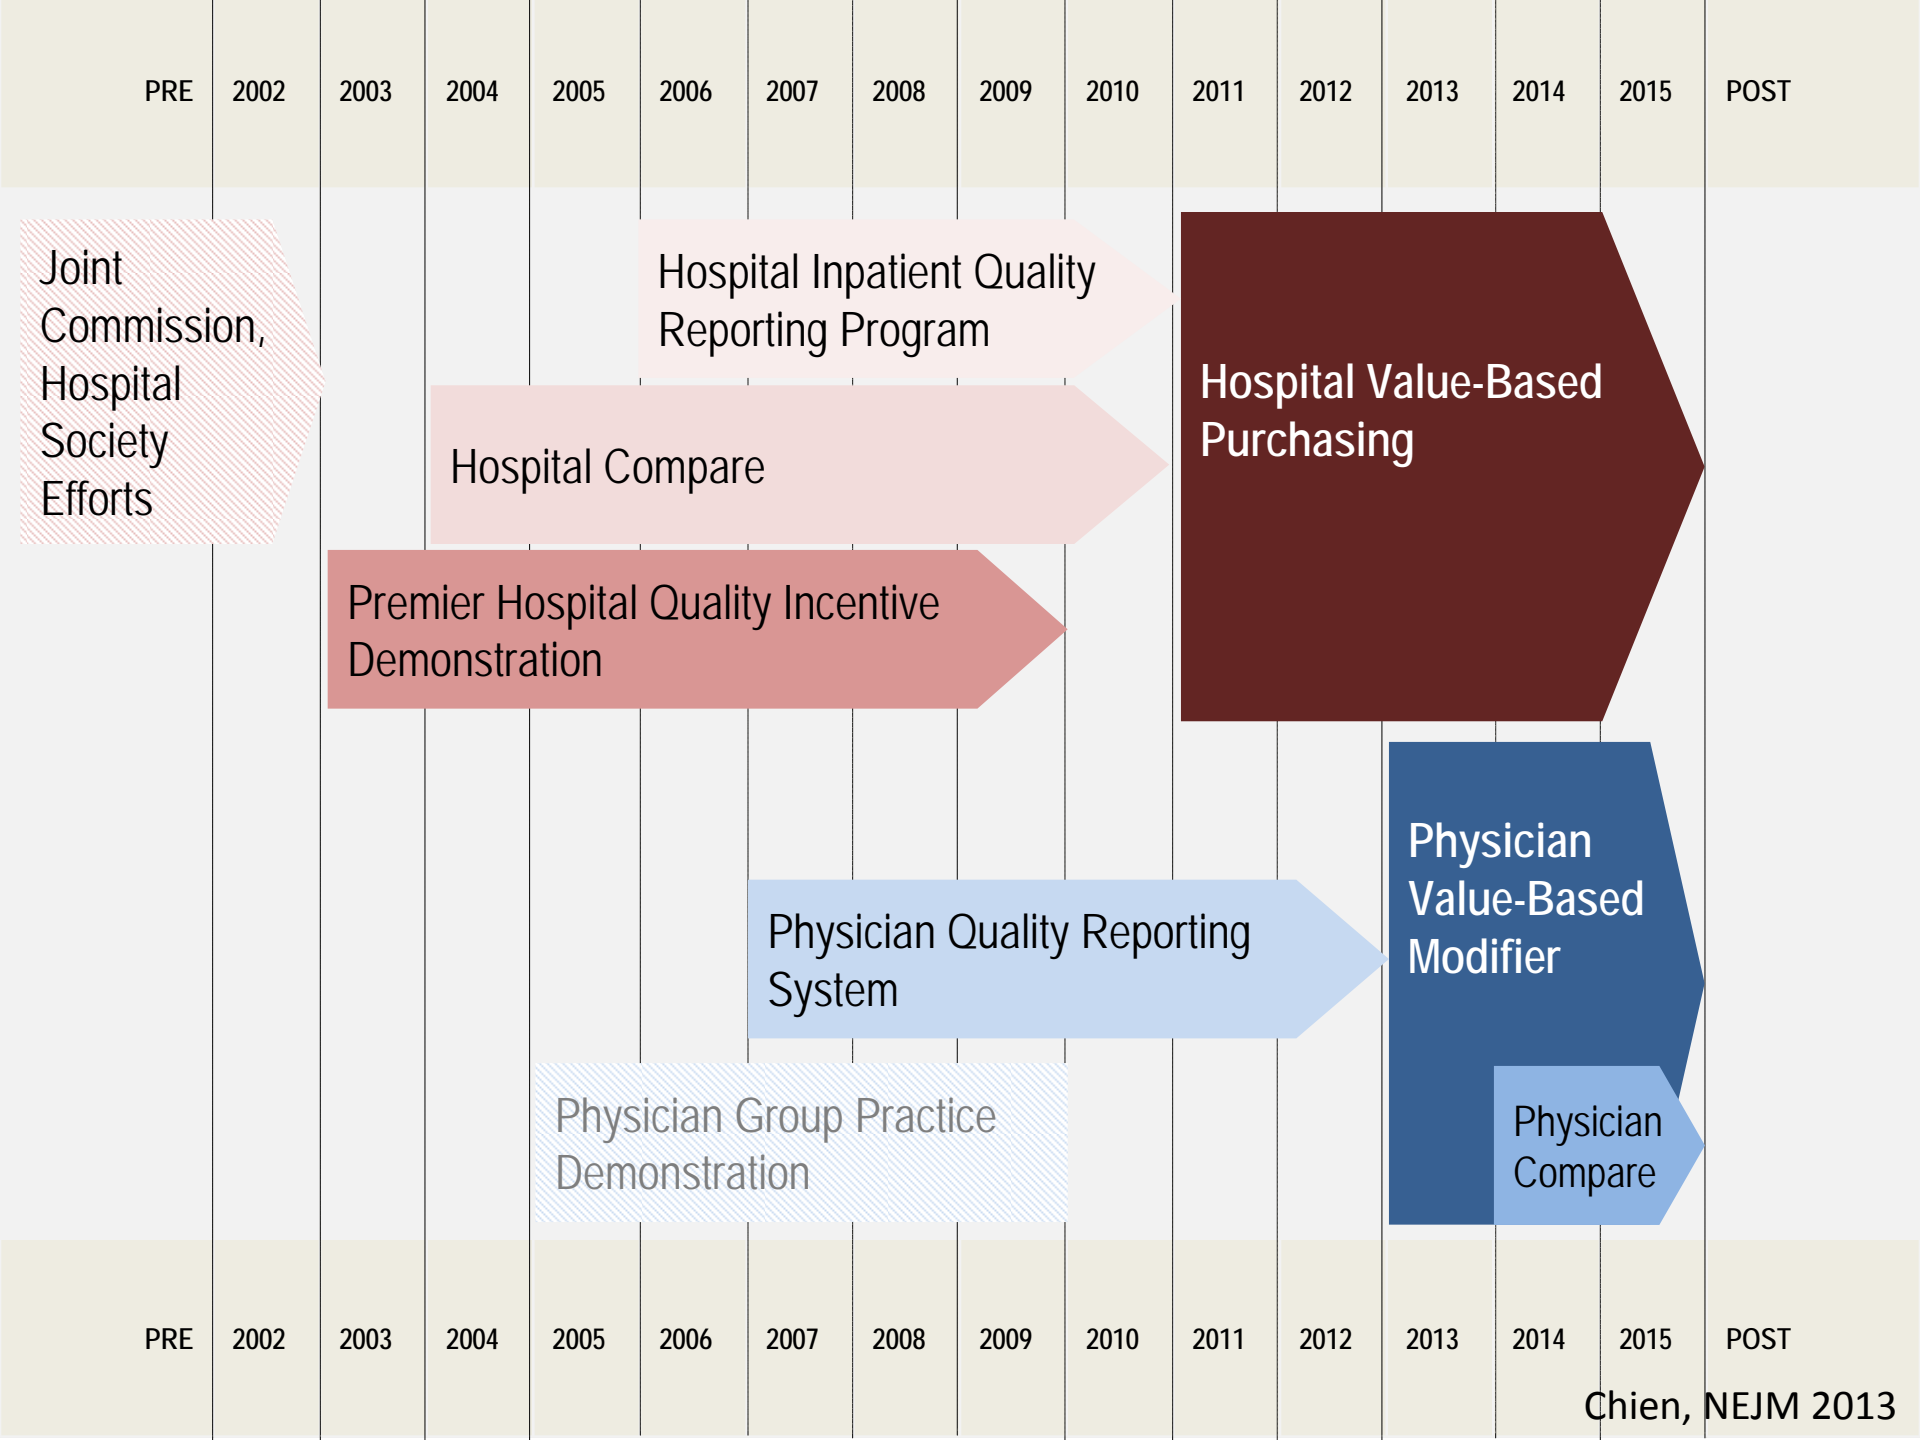 PRE 2002 2003 2004 2005 2006 2007 2008 2009 2010 2011 2012 2013 2014 2015 POST
Joint
Commission,
Hospital
Society
Efforts
Hospital Inpatient Quality
Reporting Program
Hospital Value-Based
Purchasing
Hospital Compare
Premier Hospital Quality Incentive
Demonstration
Physician
Value-Based
Modifier
Physician Quality Reporting
System
Physician Group Practice
Demonstration
Physician
Compare
PRE 2002 2003 2004 2005 2006 2007 2008 2009 2010 2011 2012 2013 2014 2015 POST
Chien, NEJM 2013